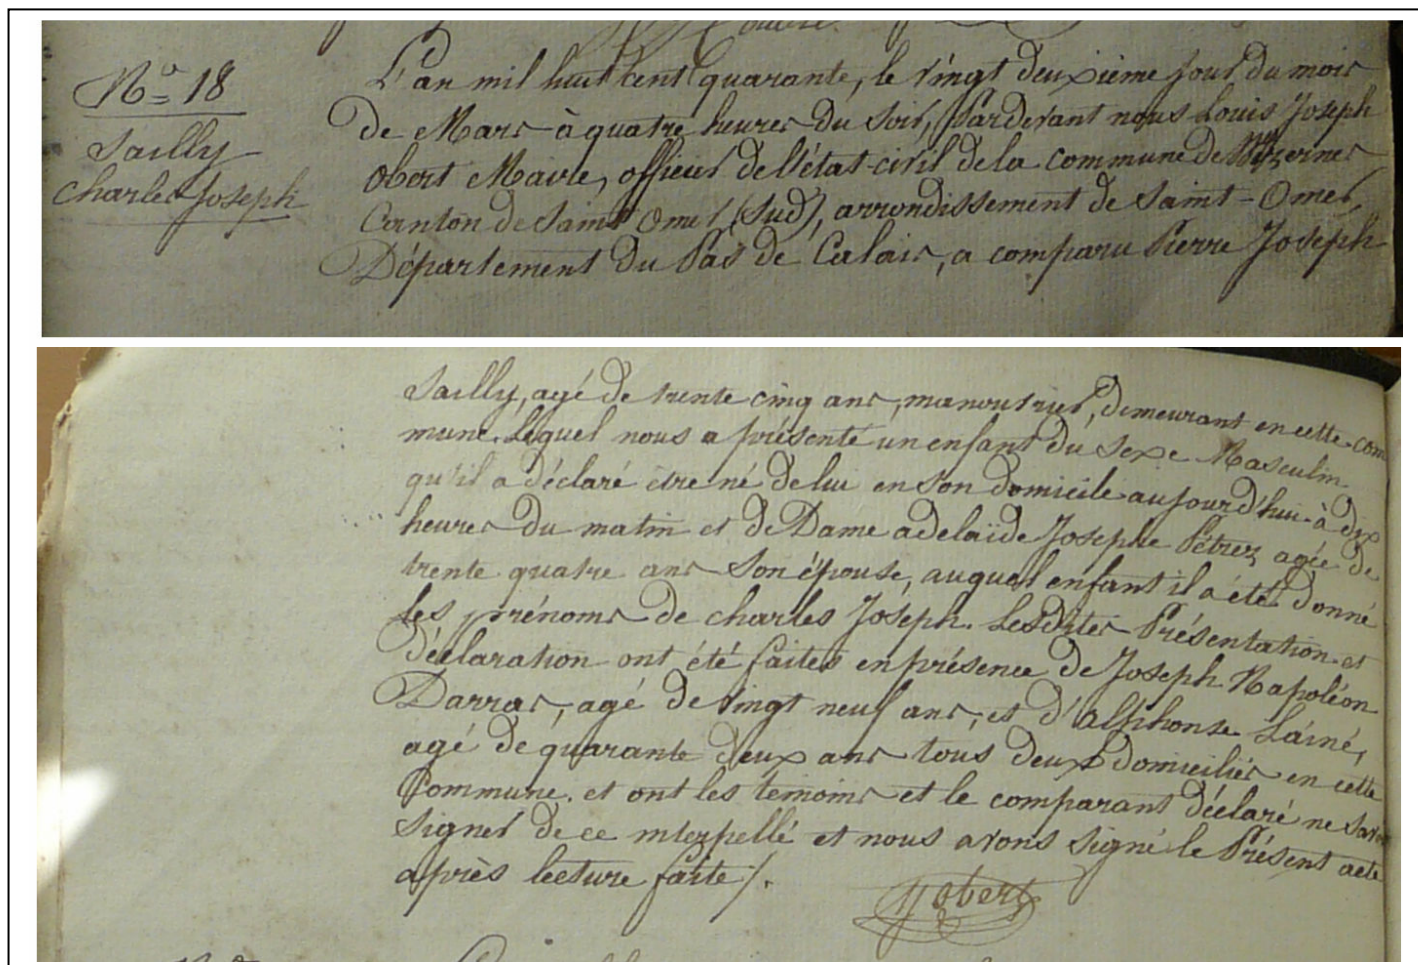 N.º 18
Sailly
Charles Joseph
L'an mil huit cent quarante, le vingt deuxième jour du mois
de Mars à quatre heures du soir, Pardevant nous Louis Joseph
Obert Maire, officier de l'état-civil de la commune de Wizernes
Canton de Saint Omer (Sud), arrondissement de Saint-Omer,
Département du Pas de Calais, a comparu Pierre Joseph
Sailly, agé de trente cinq ans, manouvrier, demeurant en cette com
mune. Lequel nous a présenté un enfant du sexe Masculin
qu'il a déclaré être né de lui en son domicile aujourd'hui à dix
heures du matin et de Dame adelaïde Josephe Pétrez agée de
trente quatre ans son épouse, auquel enfant il a été donné
les prénoms de charles Joseph. Lesdites Présentation et
Déclaration ont été faites en présence de Joseph Napoléon
Darras, agé de vingt neuf ans, et d'Alphonse Lainé,
agé de quarante deux ans tous deux domiciliés en cette
Commune. et ont les témoins et le comparant déclaré ne savoir
signer de ce interpellé et nous avons signé le Présent acte
après lecture faite /.
Obert